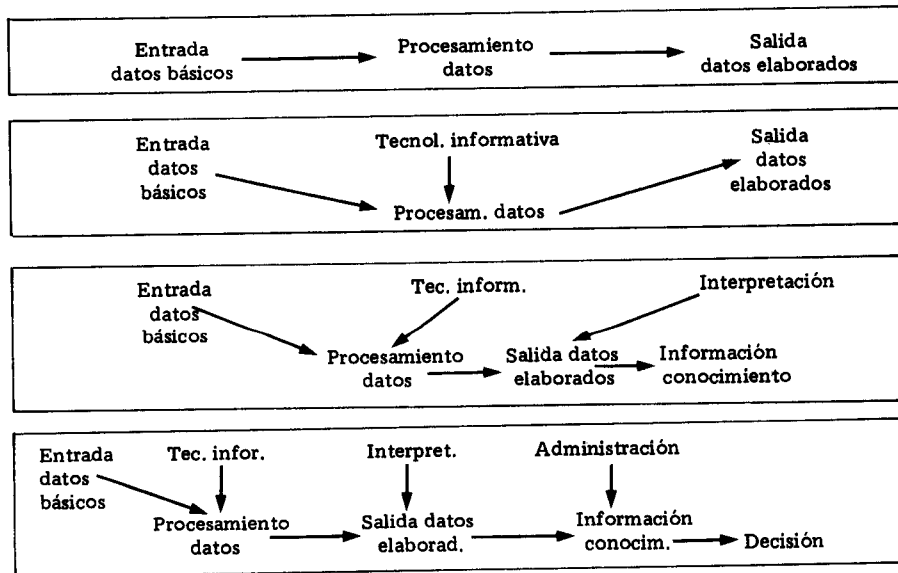 Entrada
datos básicos
Procesamiento
datos
Salida
datos elaborados
Entrada
datos
básicos
Tecnol. informativa
Procesam. datos
Salida
datos
elaborados
Entrada
datos
básicos
Tec. inform.
Interpretación
Procesamiento
datos
Salida datos
elaborados
Información
conocimiento
Entrada
datos
básicos
Tec. infor.
Interpret.
Administración
Procesamiento
datos
Salida datos
elaborad.
Información
conocim.
Decisión